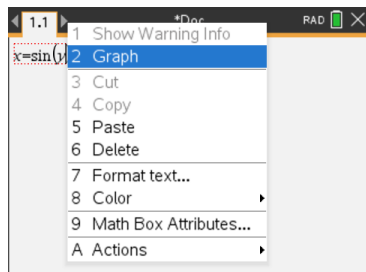 1.1 *Doc RAD
1 Show Warning Info
x=sin(y
2 Graph
3 Cut
4 Copy
5 Paste
6 Delete
7 Format text...
8 Color
9 Math Box Attributes...
A Actions